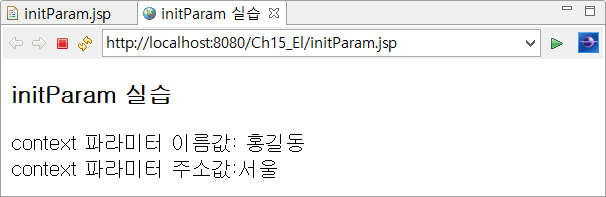 initParam.jsp
initParam 실습
http://localhost:8080/Ch15_El/initParam.jsp
initParam 실습
context 파라미터 이름값: 홍길동
context 파라미터 주소값:서울